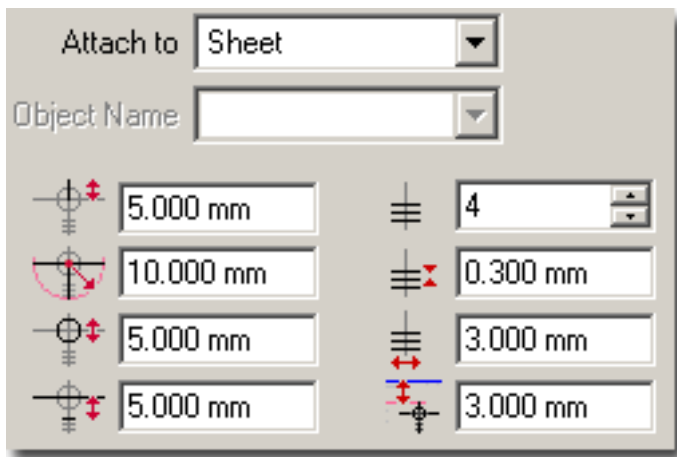 Attach to Sheet
Object Name
5.000 mm 4
10.000 mm 0.300 mm
5.000 mm 3.000 mm
5.000 mm 3.000 mm